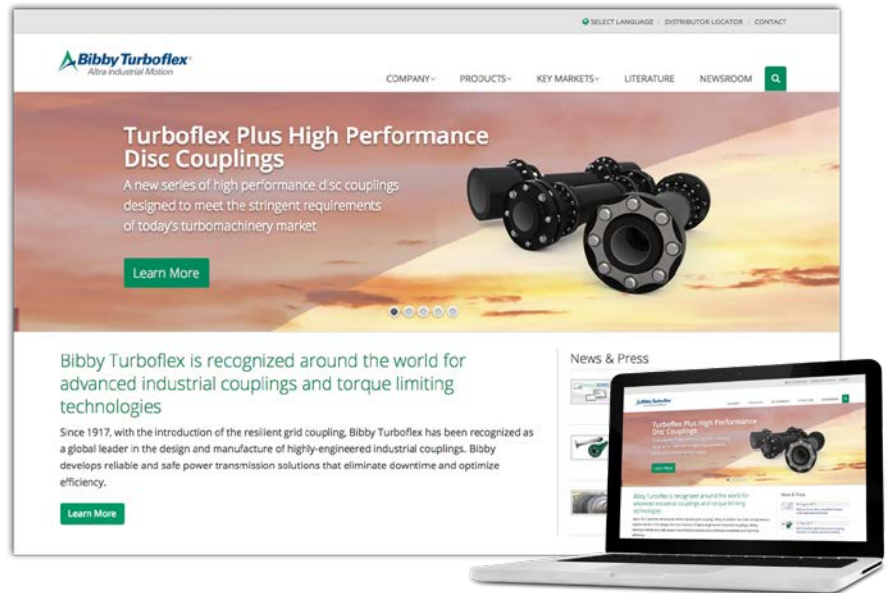 SELECT LANGUAGE | DISTRIBUTOR LOCATOR | CONTACT
Bibby Turboflex
Altra Industrial Motion
COMPANY PRODUCTS KEY MARKETS LITERATURE NEWSROOM
Turboflex Plus High Performance
Disc Couplings
A new series of high performance disc couplings
designed to meet the stringent requirements
of today's turbomachinery market
Learn More
Bibby Turboflex is recognized around the world for
advanced industrial couplings and torque limiting
technologies
Since 1917, with the introduction of the resilient grid coupling, Bibby Turboflex has been recognized as
a global leader in the design and manufacture of highly-engineered industrial couplings. Bibby
develops reliable and safe power transmission solutions that eliminate downtime and optimize
efficiency.
Learn More
News & Press
Bibby Turboflex
Turboflex Plus High Performance
Disc Couplings
Learn More
Bibby Turboflex is recognized around the world for
advanced industrial couplings and torque limiting
technologies
News & Press